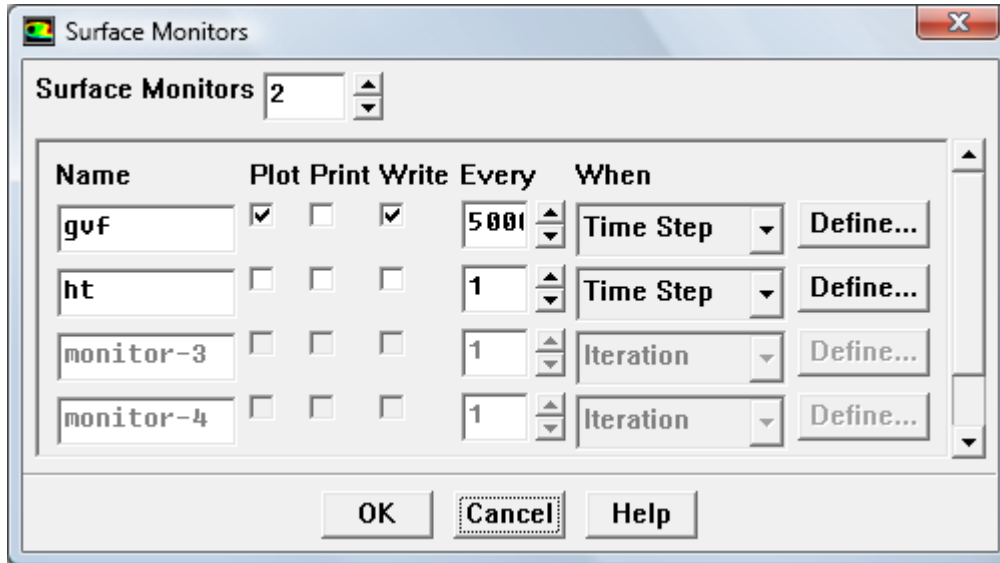 Surface Monitors
Surface Monitors 2
Name Plot Print Write Every When
gvf Time Step Define...
ht 1 Time Step Define...
monitor-3 1 Iteration Define...
monitor-4 1 Iteration Define...
OK Cancel Help